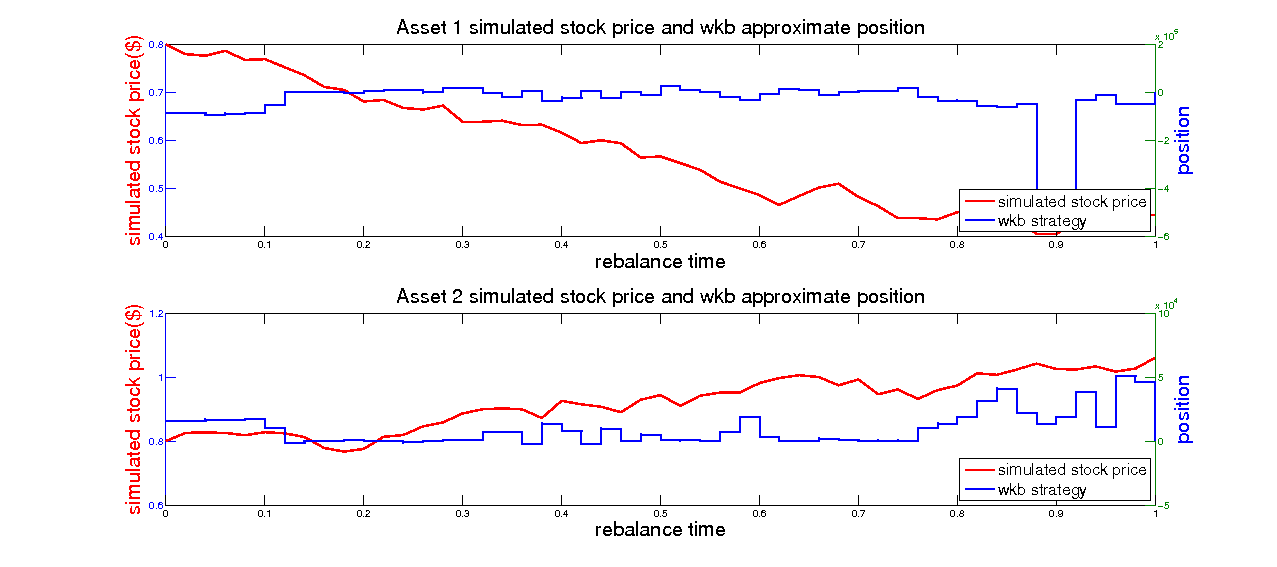 Asset 1 simulated stock price and wkb approximate position
simulated stock price($)
0.8
0.7
0.6
0.5
0.4
x 10^5
2
0
-2
-4
-6
position
simulated stock price
wkb strategy
0 0.1 0.2 0.3 0.4 0.5 0.6 0.7 0.8 0.9 1
rebalance time
Asset 2 simulated stock price and wkb approximate position
simulated stock price($)
1.2
1
0.8
0.6
x 10^4
10
5
0
-5
position
simulated stock price
wkb strategy
0 0.1 0.2 0.3 0.4 0.5 0.6 0.7 0.8 0.9 1
rebalance time